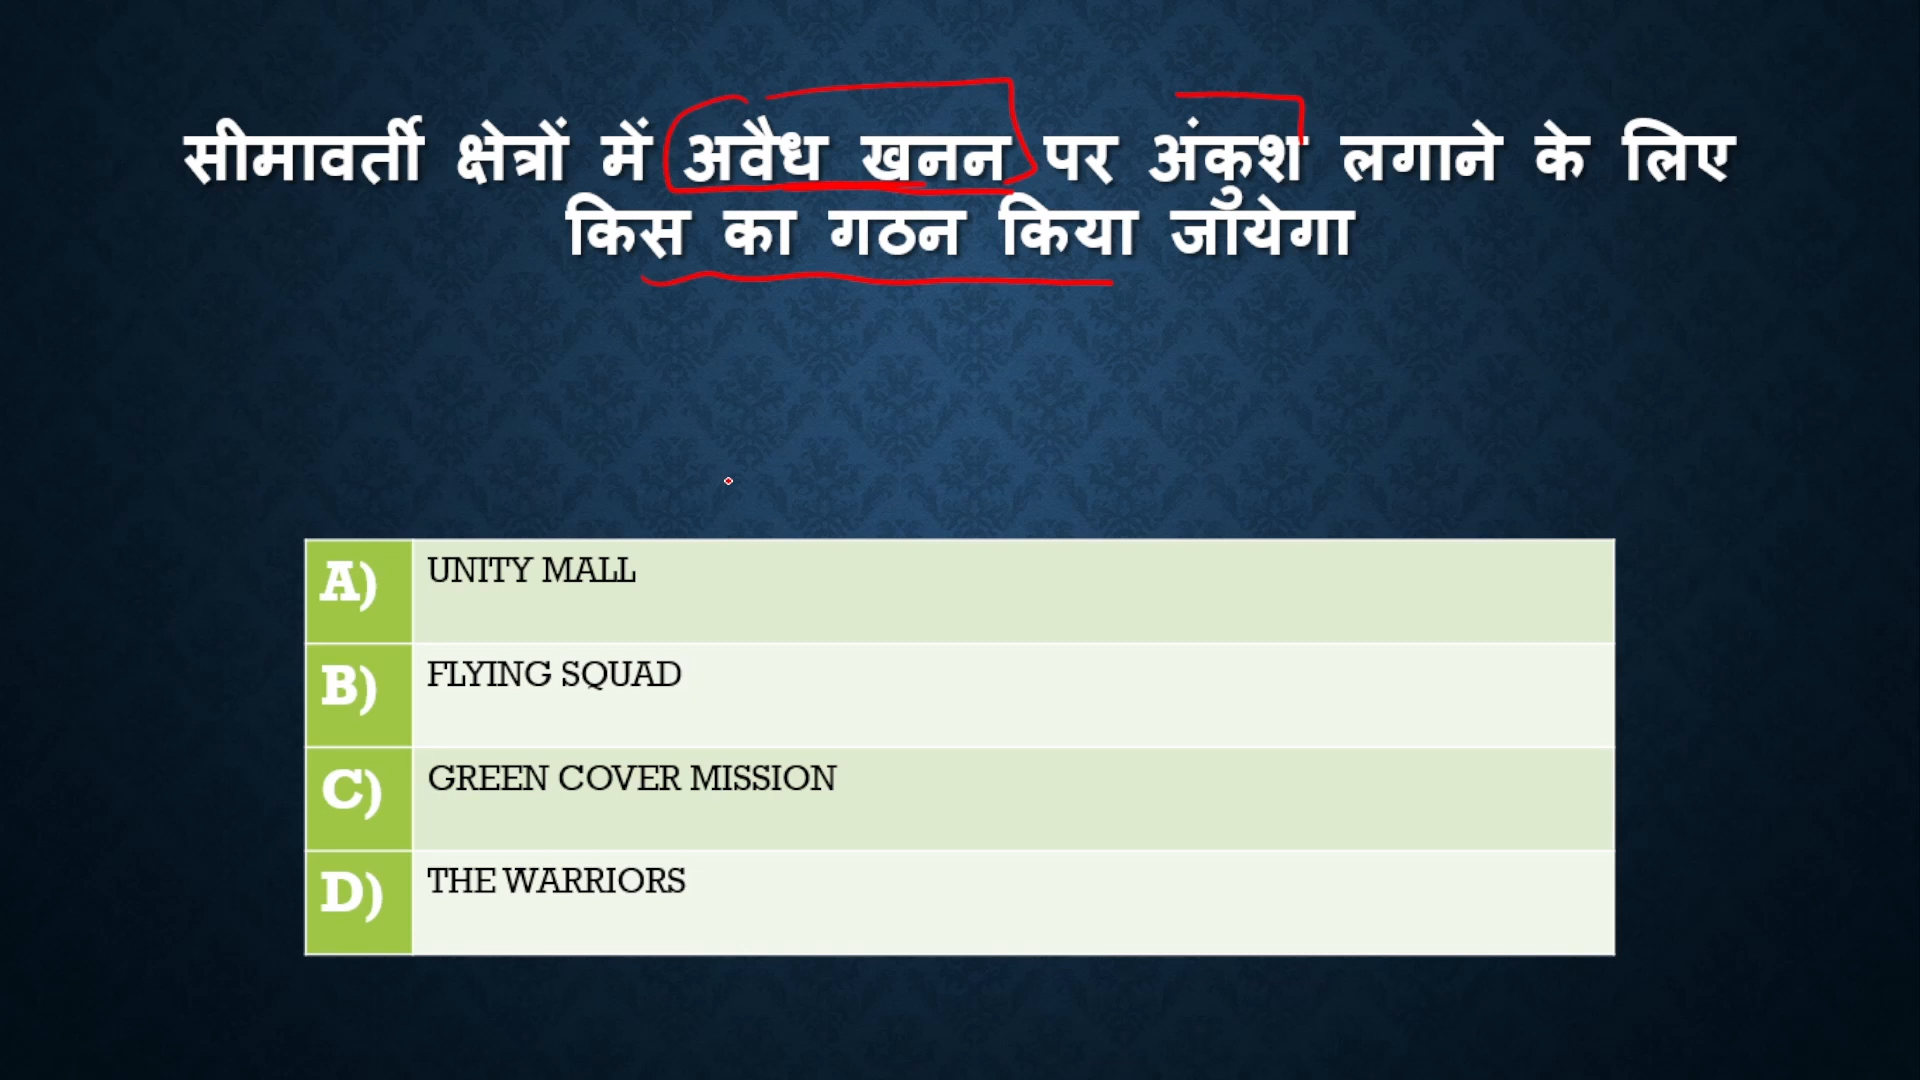 सीमावर्ती क्षेत्रों में अवैध खनन पर अंकुश लगाने के लिए
किस का गठन किया जायेगा
A) UNITY MALL
B) FLYING SQUAD
C) GREEN COVER MISSION
D) THE WARRIORS